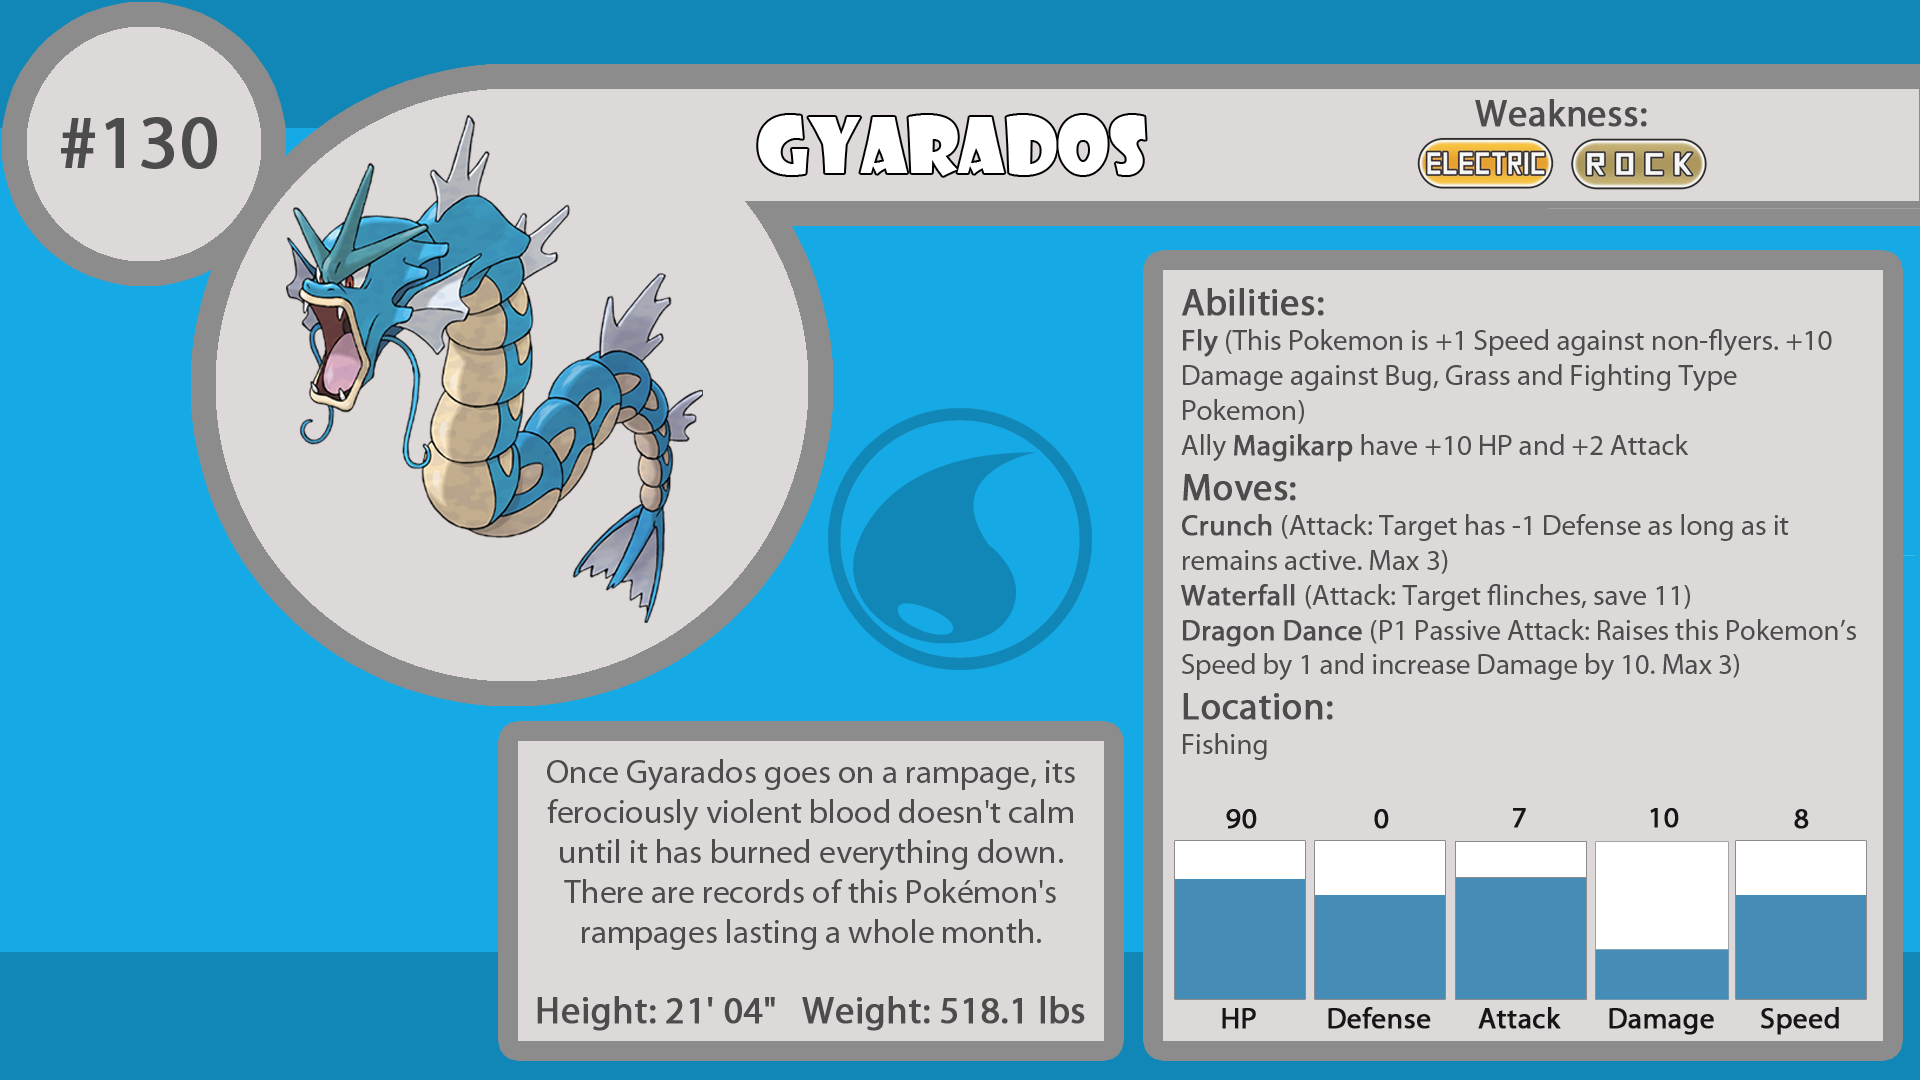 #130
GYARADOS
Weakness:
ELECTRIC ROCK
Abilities:
Fly (This Pokemon is +1 Speed against non-flyers. +10
Damage against Bug, Grass and Fighting Type
Pokemon)
Ally Magikarp have +10 HP and +2 Attack
Moves:
Crunch (Attack: Target has -1 Defense as long as it
remains active. Max 3)
Waterfall (Attack: Target flinches, save 11)
Dragon Dance (P1 Passive Attack: Raises this Pokemon’s
Speed by 1 and increase Damage by 10. Max 3)
Location:
Fishing
90 0 7 10 8
HP Defense Attack Damage Speed
Once Gyarados goes on a rampage, its
ferociously violent blood doesn't calm
until it has burned everything down.
There are records of this Pokémon's
rampages lasting a whole month.
Height: 21' 04" Weight: 518.1 lbs